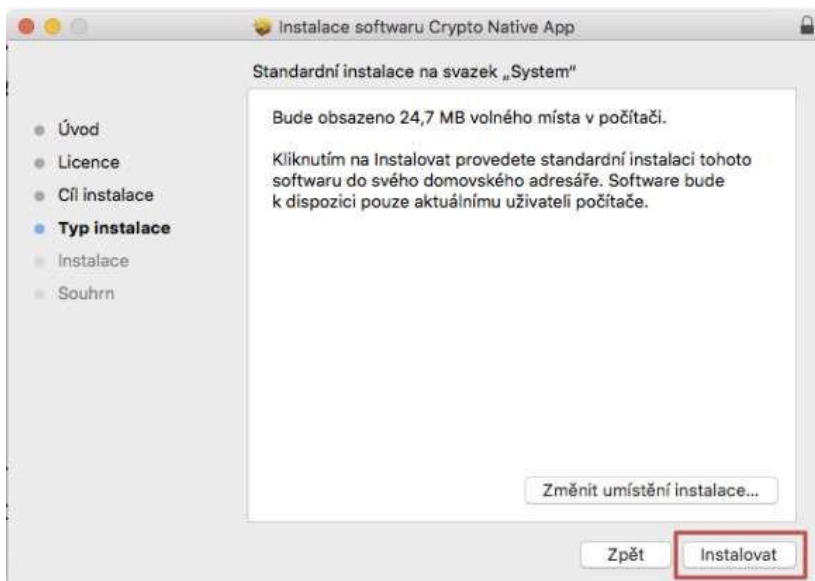 Instalace softwaru Crypto Native App
Standardní instalace na svazek „System“
Úvod
Licence
Cíl instalace
Typ instalace
Instalace
Souhrn
Bude obsazeno 24,7 MB volného místa v počítači.
Kliknutím na Instalovat provedete standardní instalaci tohoto
softwaru do svého domovského adresáře. Software bude
k dispozici pouze aktuálnímu uživateli počítače.
Změnit umístění instalace...
Zpět
Instalovat